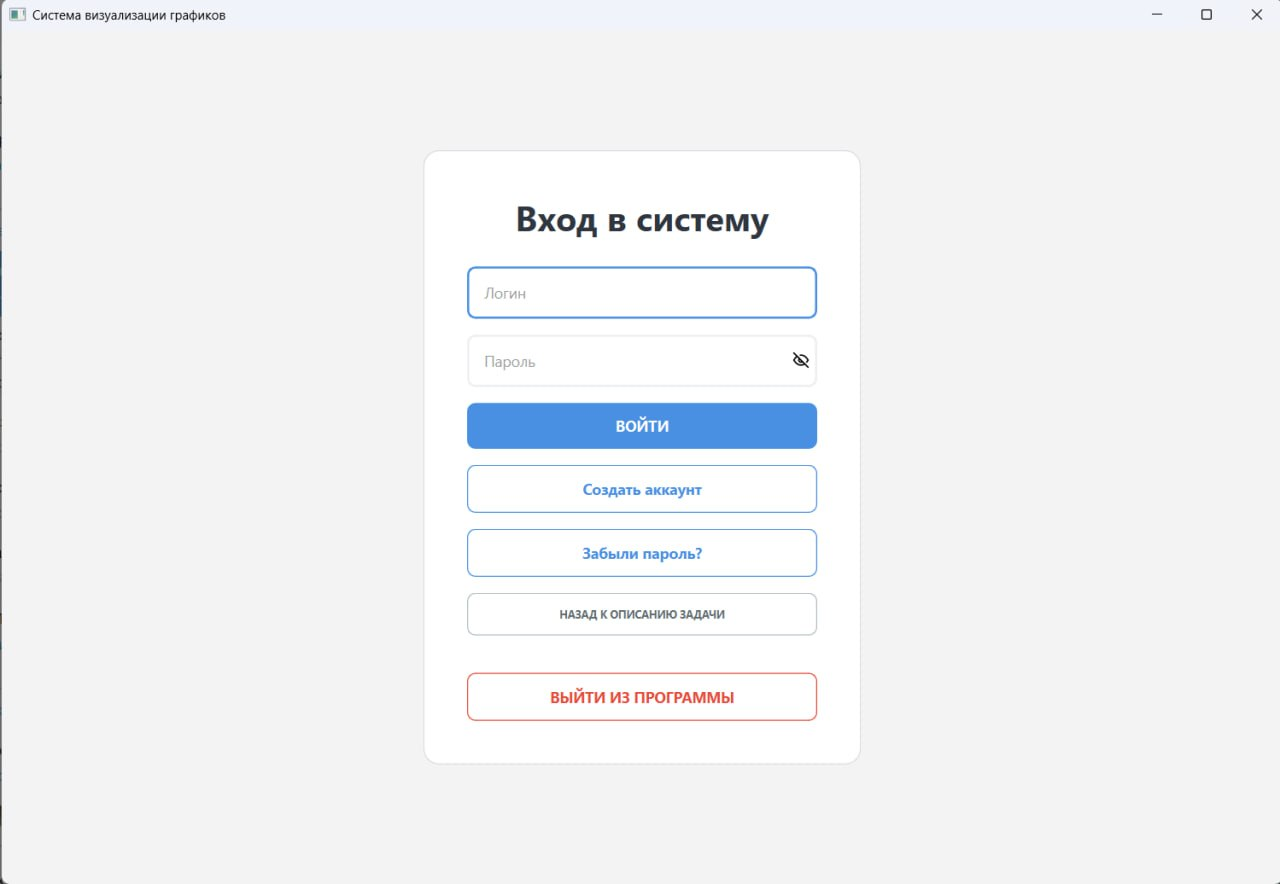 Система визуализации графиков
Вход в систему
Логин
Пароль
ВОЙТИ
Создать аккаунт
Забыли пароль?
НАЗАД К ОПИСАНИЮ ЗАДАЧИ
ВЫЙТИ ИЗ ПРОГРАММЫ